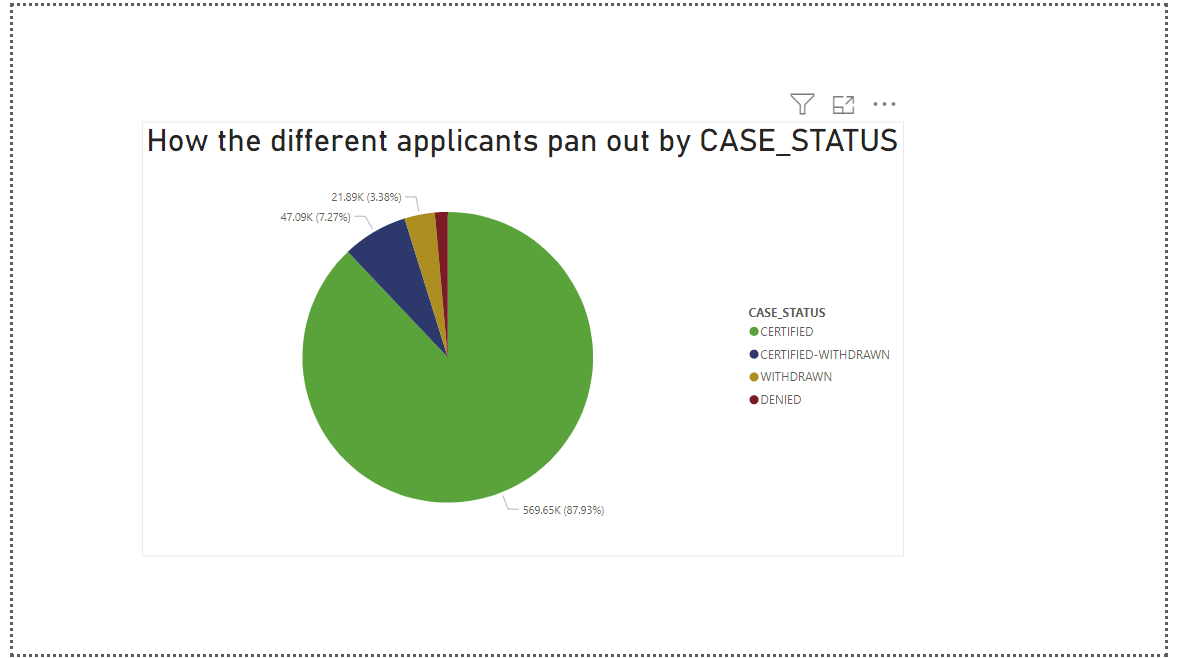 How the different applicants pan out by CASE_STATUS
21.89K (3.38%)
47.09K (7.27%)
CASE_STATUS
CERTIFIED
CERTIFIED-WITHDRAWN
WITHDRAWN
DENIED
569.65K (87.93%)